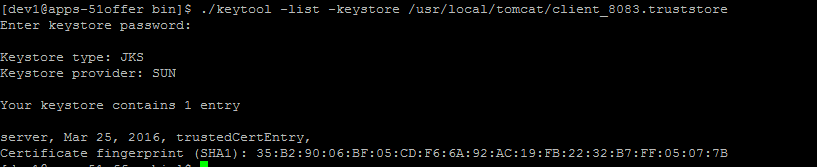 [dev1@apps-51offer bin]$ ./keytool -list -keystore /usr/local/tomcat/client_8083.truststore
Enter keystore password:
Keystore type: JKS
Keystore provider: SUN
Your keystore contains 1 entry
server, Mar 25, 2016, trustedCertEntry,
Certificate fingerprint (SHA1): 35:B2:90:06:BF:05:CD:F6:6A:92:AC:19:FB:22:32:B7:FF:05:07:7B